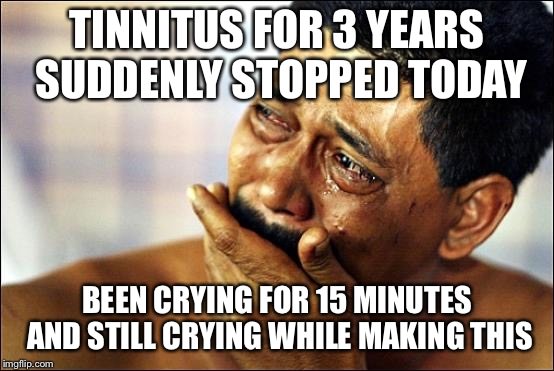 TINNITUS FOR 3 YEARS
SUDDENLY STOPPED TODAY
BEEN CRYING FOR 15 MINUTES
AND STILL CRYING WHILE MAKING THIS
imgflip.com